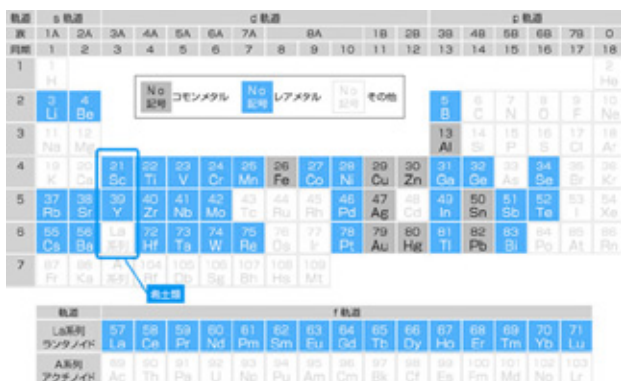 軌道 s 軌道 d 軌道 p 軌道
族 1A 2A 3A 4A 5A 6A 7A 8A 1B 2B 3B 4B 5B 6B 7B O
周期 1 2 3 4 5 6 7 8 9 10 11 12 13 14 15 16 17 18
1 1 2
H He
No コモンメタル No レアメタル No その他
記号 記号 記号
2 3 4 5 6 7 8 9 10
Li Be B C N O F Ne
3 11 12 13 14 15 16 17 18
Na Mg Al Si P S Cl Ar
4 19 20 21 22 23 24 25 26 27 28 29 30 31 32 33 34 35 36
K Ca Sc Ti V Cr Mn Fe Co Ni Cu Zn Ga Ge As Se Br Kr
5 37 38 39 40 41 42 43 44 45 46 47 48 49 50 51 52 53 54
Rb Sr Y Zr Nb Mo Tc Ru Rh Pd Ag Cd In Sn Sb Te I Xe
6 55 56 La 72 73 74 75 76 77 78 79 80 81 82 83 84 85 86
Cs Ba 系列 Hf Ta W Re Os Ir Pt Au Hg Tl Pb Bi Po At Rn
7 87 88 A 104 105 106 107 108 109
Fr Ra 系列 Rf Db Sg Bh Hs Mt
希土類
軌道 f 軌道
La系列 57 58 59 60 61 62 63 64 65 66 67 68 69 70 71
ランタノイド La Ce Pr Nd Pm Sm Eu Gd Tb Dy Ho Er Tm Yb Lu
A系列 90 91 92 93 94 95 96 97 98 99 100 101 102 103
アクチノイド Ac Th Pa U Np Pu Am Cm Bk Cf Es Fm Md No Lr